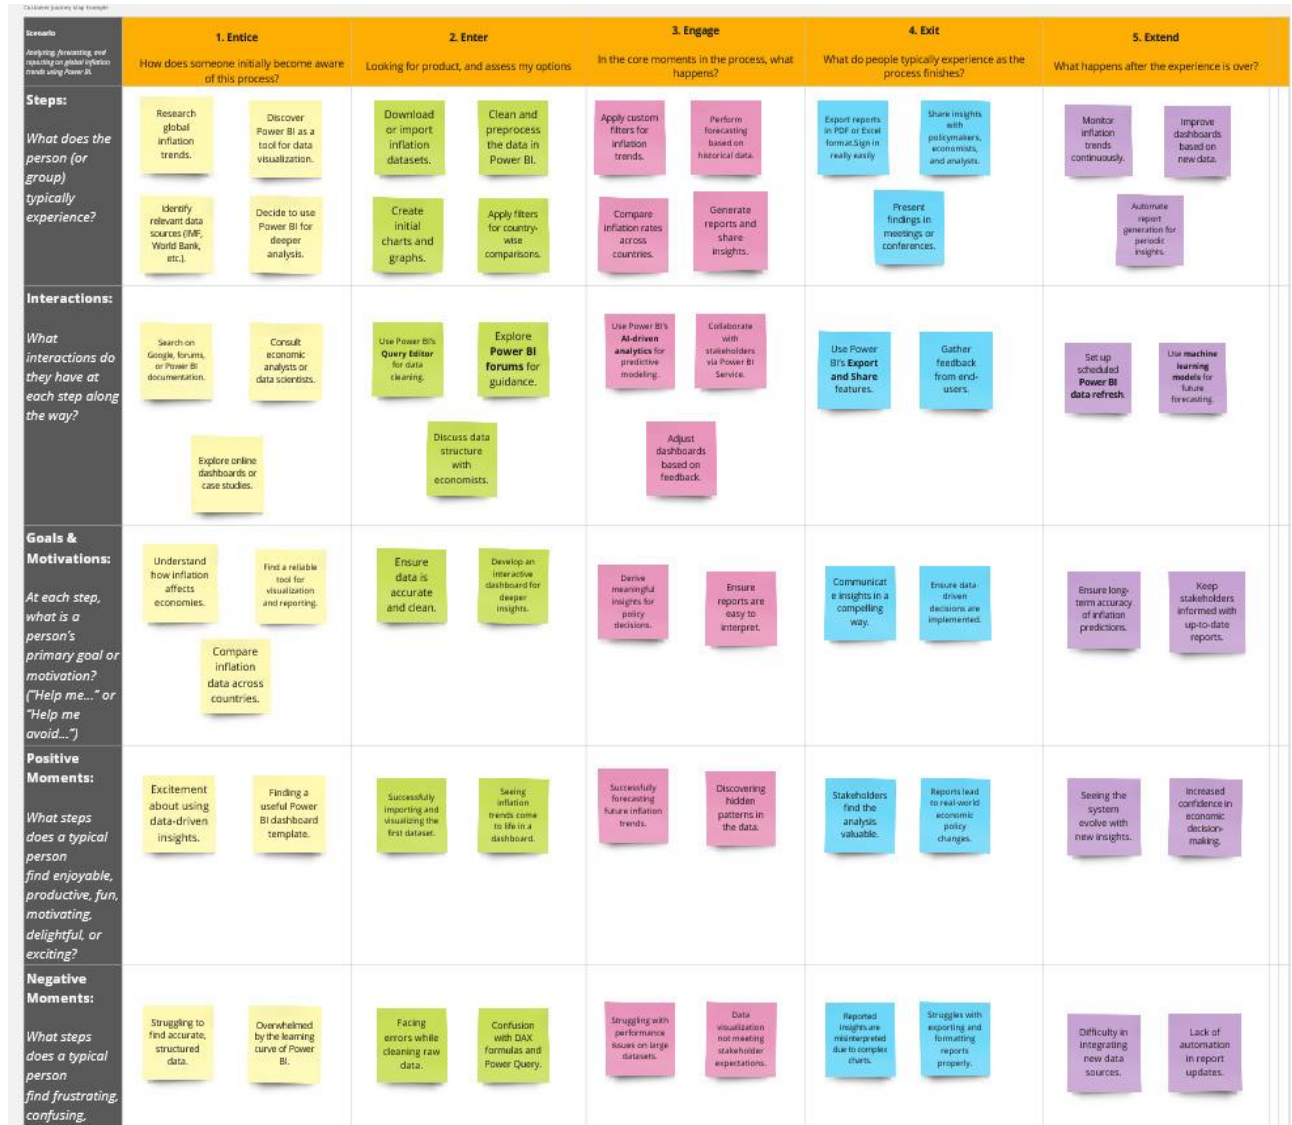 Customer journey map example
Scenario
Analyzing, forecasting, and
reporting on global inflation
trends using Power BI.
1. Entice
How does someone initially become aware
of this process?
2. Enter
Looking for product, and assess my options
3. Engage
In the core moments in the process, what
happens?
4. Exit
What do people typically experience as the
process finishes?
5. Extend
What happens after the experience is over?
Steps:
What does the
person (or
group)
typically
experience?
Research
global
inflation
trends.
Discover
Power BI as a
tool for data
visualization.
Identify
relevant data
sources (IMF,
World Bank,
etc.).
Decide to use
Power BI for
deeper
analysis.
Download
or import
inflation
datasets.
Clean and
preprocess
the data in
Power BI.
Create
initial
charts and
graphs.
Apply filters
for country-
wise
comparisons.
Apply custom
filters for
inflation
trends.
Perform
forecasting
based on
historical data.
Compare
inflation rates
across
countries.
Generate
reports and
share
insights.
Export reports
in PDF or Excel
format.Sign in
really easily
Share insights
with
policymakers,
economists,
and analysts.
Present
findings in
meetings or
conferences.
Monitor
inflation
trends
continuously.
Improve
dashboards
based on
new data.
Automate
report
generation for
periodic
insights.
Interactions:
What
interactions do
they have at
each step along
the way?
Search on
Google, forums,
or Power BI
documentation.
Consult
economic
analysts or
data scientists.
Explore online
dashboards or
case studies.
Use Power BI's
Query Editor
for data
cleaning.
Explore
Power BI
forums for
guidance.
Discuss data
structure
with
economists.
Use Power BI's
AI-driven
analytics for
predictive
modeling.
Collaborate
with
stakeholders
via Power BI
Service.
Adjust
dashboards
based on
feedback.
Use Power
BI's Export
and Share
features.
Gather
feedback
from end-
users.
Set up
scheduled
Power BI
data refresh.
Use machine
learning
models for
future
forecasting.
Goals &
Motivations:
At each step,
what is a
person's
primary goal or
motivation?
("Help me..." or
"Help me
avoid...")
Understand
how inflation
affects
economies.
Find a reliable
tool for
visualization
and reporting.
Compare
inflation
data across
countries.
Ensure
data is
accurate
and clean.
Develop an
interactive
dashboard for
deeper
insights.
Derive
meaningful
insights for
policy
decisions.
Ensure
reports are
easy to
interpret.
Communicat
e insights in a
compelling
way.
Ensure data-
driven
decisions are
implemented.
Ensure long-
term accuracy
of inflation
predictions.
Keep
stakeholders
informed with
up-to-date
reports.
Positive
Moments:
What steps
does a typical
person
find enjoyable,
productive, fun,
motivating,
delightful, or
exciting?
Excitement
about using
data-driven
insights.
Finding a
useful Power
BI dashboard
template.
Successfully
importing and
visualizing the
first dataset.
Seeing
inflation
trends come
to life in a
dashboard.
Successfully
forecasting
future inflation
trends.
Discovering
hidden
patterns in
the data.
Stakeholders
find the
analysis
valuable.
Reports lead
to real-world
economic
policy
changes.
Seeing the
system
evolve with
new insights.
Increased
confidence in
economic
decision-
making.
Negative
Moments:
What steps
does a typical
person
find frustrating,
confusing,
Struggling to
find accurate,
structured
data.
Overwhelmed
by the learning
curve of Power
BI.
Facing
errors while
cleaning raw
data.
Confusion
with DAX
formulas and
Power Query.
Struggling with
performance
issues on large
datasets.
Data
visualization
not meeting
stakeholder
expectations.
Reported
insights are
misinterpreted
due to complex
charts.
Struggles with
exporting and
formatting
reports
properly.
Difficulty in
integrating
new data
sources.
Lack of
automation
in report
updates.